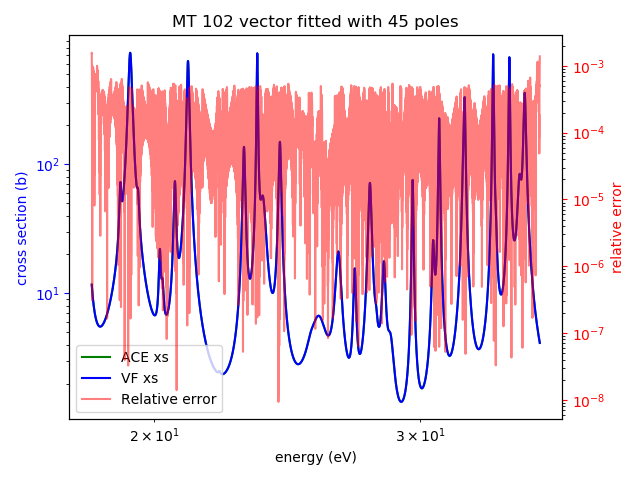 MT 102 vector fitted with 45 poles
cross section (b)
10²
10¹
ACE xs
VF xs
Relative error
2 × 10¹
3 × 10¹
energy (eV)
10⁻³
10⁻⁴
10⁻⁵
10⁻⁶
10⁻⁷
10⁻⁸
relative error